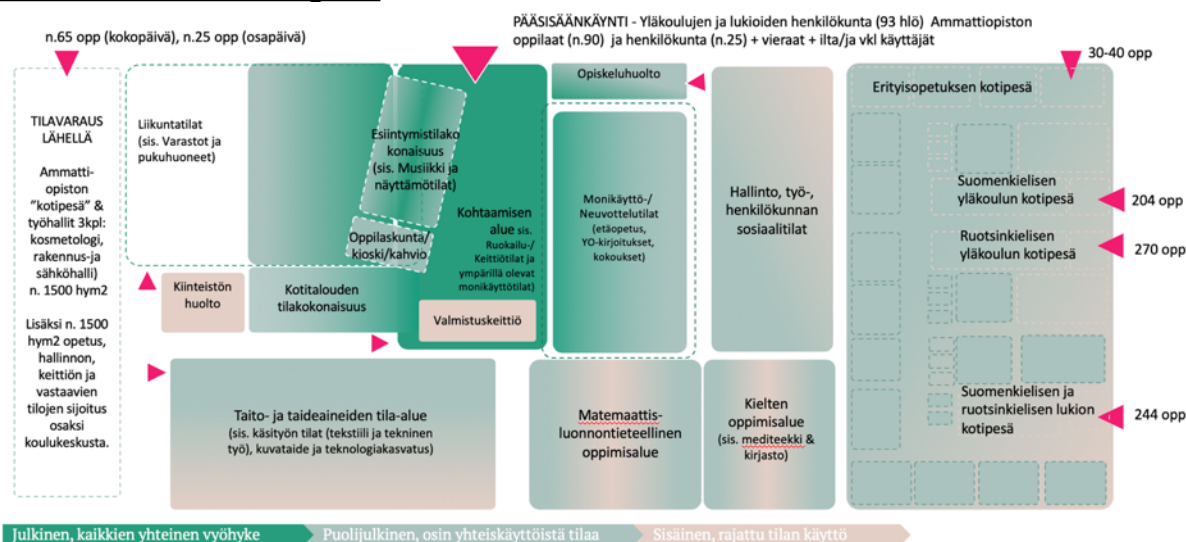 PÄÄSISÄÄNKÄYNTI - Yläkoulujen ja lukioiden henkilökunta (93 hlö) Ammattiopiston
oppilaat (n.90) ja henkilökunta (n.25) + vieraat + ilta/ja vkl käyttäjät
n.65 opp (kokopäivä), n.25 opp (osapäivä)
30-40 opp
TILAVARAUS
LÄHELLÄ
Ammatti-
opiston
”kotipesä” &
työhallit 3kpl:
kosmetologi,
rakennus-ja
sähköhalli)
n. 1500 hym2
Lisäksi n. 1500
hym2 opetus,
hallinnon,
keittiön ja
vastaavien
tilojen sijoitus
osaksi
koulukeskusta.
Liikuntatilat
(sis. Varastot ja
pukuhuoneet)
Esiintymistilako
konaisuus
(sis. Musiikki ja
näyttämötilat)
Oppilaskunta/
kioski/kahvio
Kohtaamisen
alue sis.
Ruokailu-/
Keittiötilat ja
ympärillä olevat
monikäyttötilat)
Valmistuskeittiö
Kiinteistön
huolto
Kotitalouden
tilakokonaisuus
Opiskeluhuolto
Monikäyttö-/
Neuvottelutilat
(etäopetus,
YO-kirjoitukset,
kokoukset)
Hallinto, työ-,
henkilökunnan
sosiaalitilat
Erityisopetuksen kotipesä
Suomenkielisen
yläkoulun kotipesä
204 opp
Ruotsinkielisen
yläkoulun kotipesä
270 opp
Suomenkielisen ja
ruotsinkielisen lukion
kotipesä
244 opp
Taito- ja taideaineiden tila-alue
(sis. käsityön tilat (tekstiili ja tekninen
työ), kuvataide ja teknologiakasvatus)
Matemaattis-
luonnontieteellinen
oppimisalue
Kielten
oppimisalue
(sis. mediteekki &
kirjasto)
Julkinen, kaikkien yhteinen vyöhyke
Puolijulkinen, osin yhteiskäyttöistä tilaa
Sisäinen, rajattu tilan käyttö